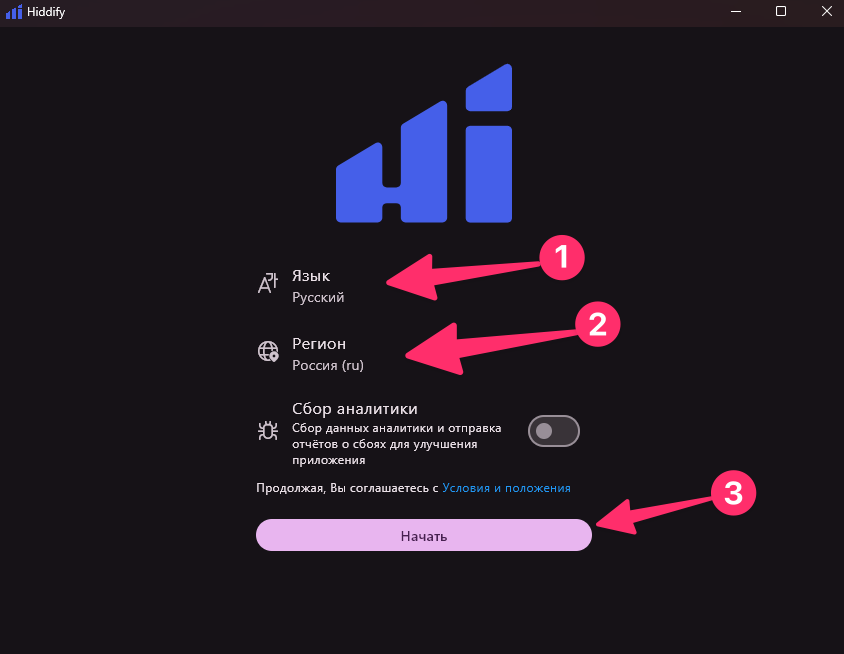 Hiddify
1
Язык
Русский
2
Регион
Россия (ru)
Сбор аналитики
Сбор данных аналитики и отправка
отчётов о сбоях для улучшения
приложения
Продолжая, Вы соглашаетесь с Условия и положения
3
Начать